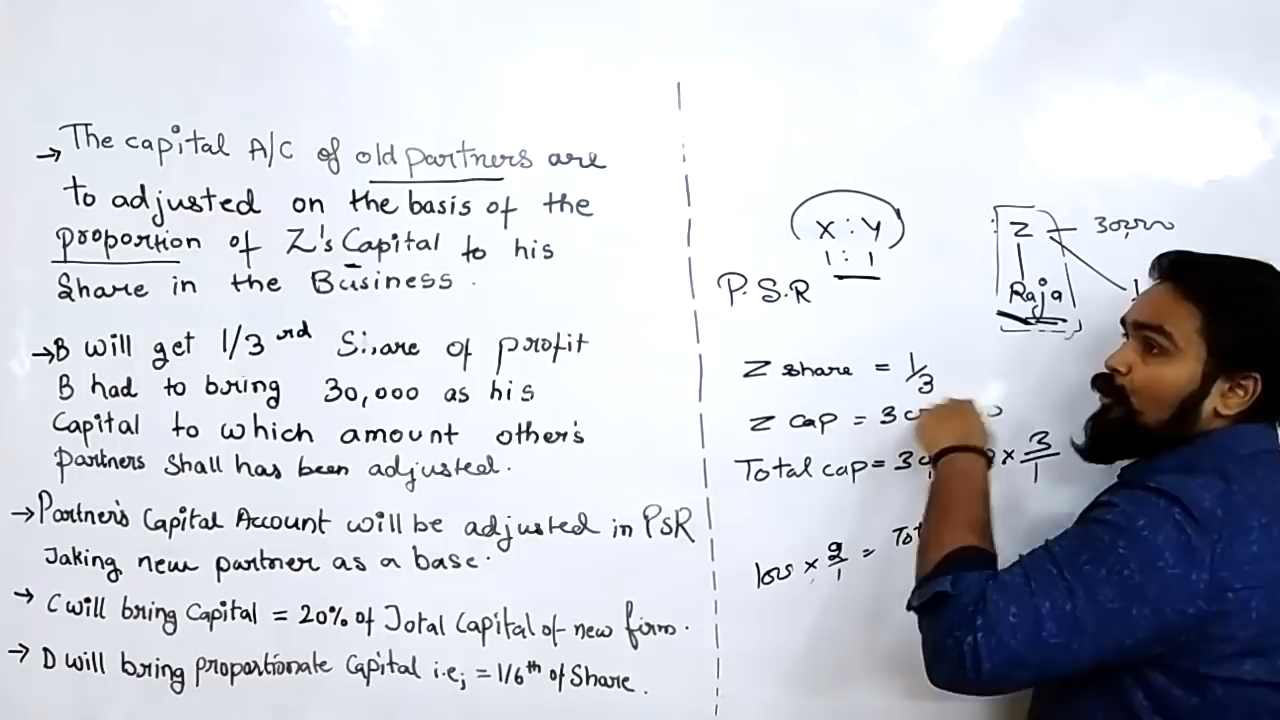 → The capital A/C of old partners are
to adjusted on the basis of the
proportion of Z's Capital to his
Share in the Business.
→ B will get 1/3rd Share of profit
B had to bring 30,000 as his
Capital to which amount other's
partners shall has been adjusted.
→ Partner's Capital Account will be adjusted in PSR
Taking new partner as a base.
→ C will bring Capital = 20% of Total Capital of new firm.
→ D will bring proportionate Capital i.e; = 1/6th of Share.
X : Y
1 : 1
P.S.R
Z — 30,000
Raja
Z share = 1/3
Z cap = 30
Total cap = 30 × 3/1
100 × 2/1 =